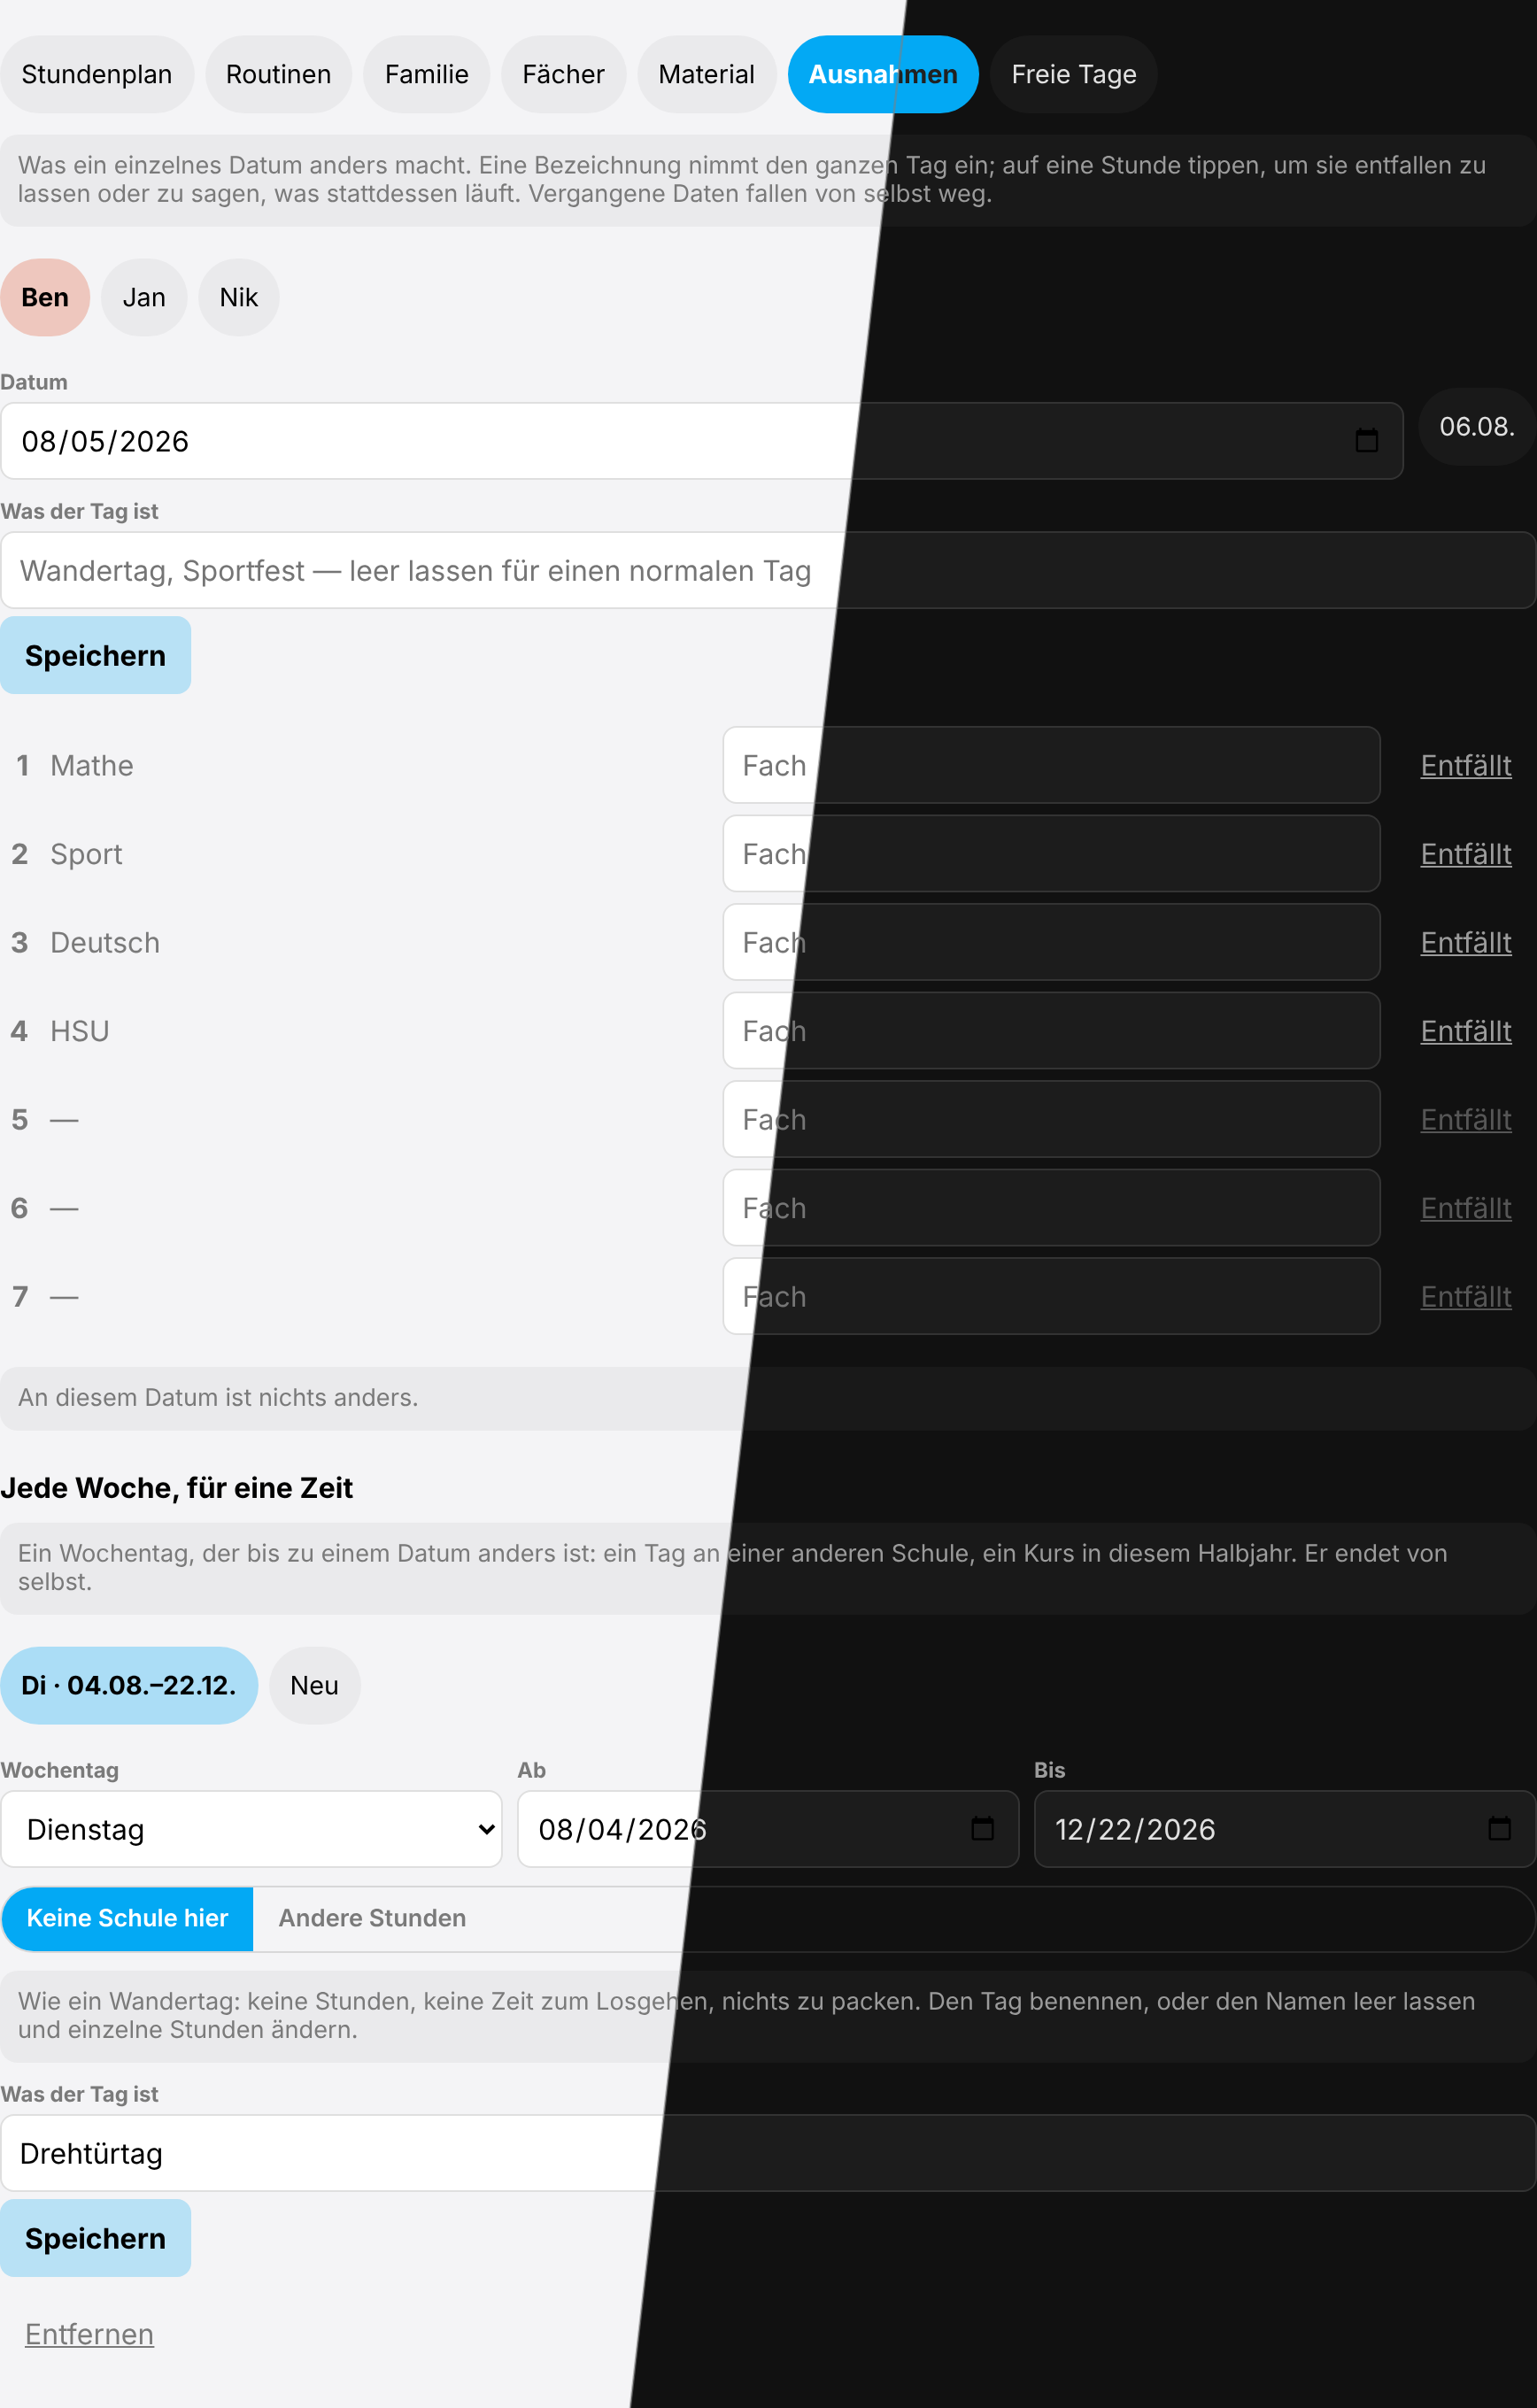 Stundenplan Routinen Familie Fächer Material Ausnahmen Freie Tage
Was ein einzelnes Datum anders macht. Eine Bezeichnung nimmt den ganzen Tag ein; auf eine Stunde tippen, um sie entfallen zu
lassen oder zu sagen, was stattdessen läuft. Vergangene Daten fallen von selbst weg.
Ben Jan Nik
Datum
08/05/2026 06.08.
Was der Tag ist
Wandertag, Sportfest — leer lassen für einen normalen Tag
Speichern
1 Mathe Fach Entfällt
2 Sport Fach Entfällt
3 Deutsch Fach Entfällt
4 HSU Fach Entfällt
5 — Fach Entfällt
6 — Fach Entfällt
7 — Fach Entfällt
An diesem Datum ist nichts anders.
Jede Woche, für eine Zeit
Ein Wochentag, der bis zu einem Datum anders ist: ein Tag an einer anderen Schule, ein Kurs in diesem Halbjahr. Er endet von
selbst.
Di · 04.08.–22.12. Neu
Wochentag Ab Bis
Dienstag 08/04/2026 12/22/2026
Keine Schule hier Andere Stunden
Wie ein Wandertag: keine Stunden, keine Zeit zum Losgehen, nichts zu packen. Den Tag benennen, oder den Namen leer lassen
und einzelne Stunden ändern.
Was der Tag ist
Drehtürtag
Speichern
Entfernen